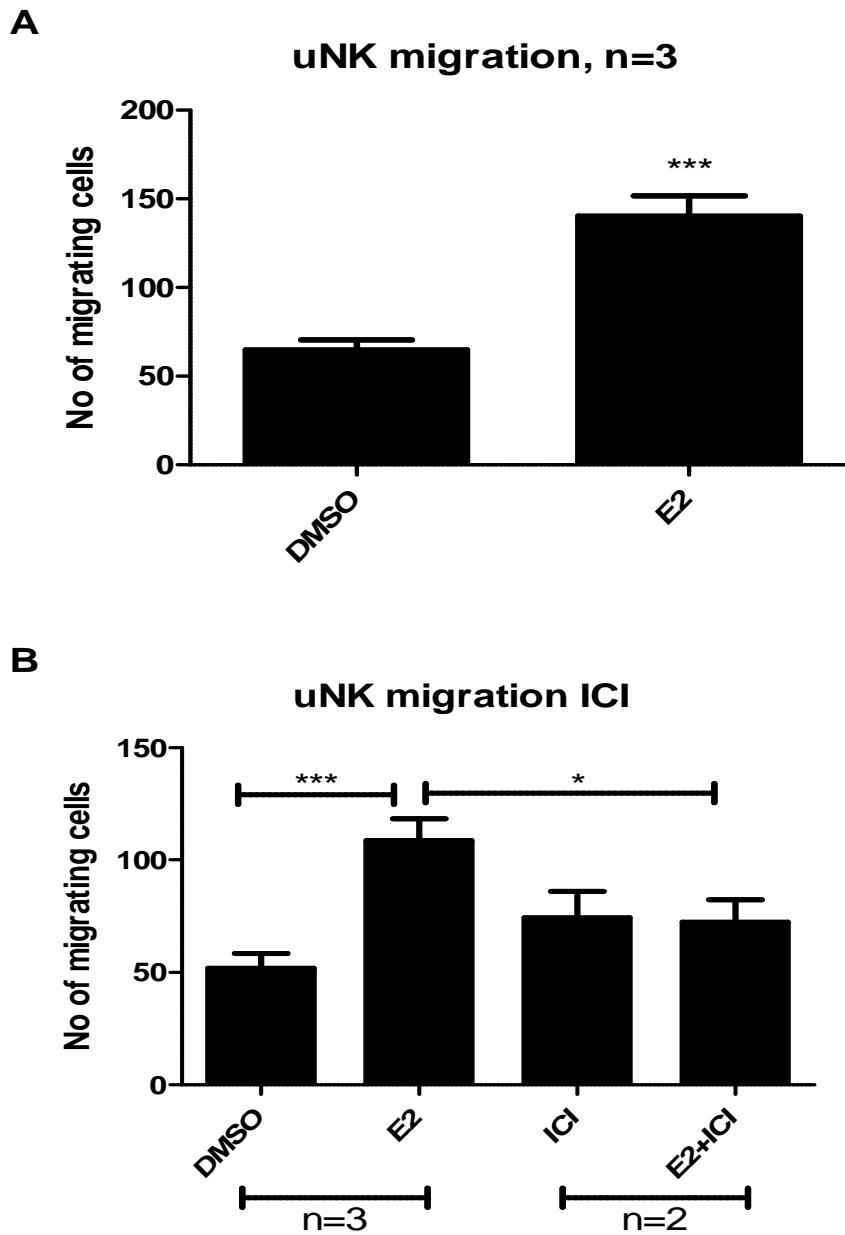 A
uNK migration, n=3
No of migrating cells
200
150
100
50
0
***
DMSO
E2
B
uNK migration ICI
No of migrating cells
150
100
50
0
***
*
DMSO
E2
ICI
E2+ICI
n=3
n=2